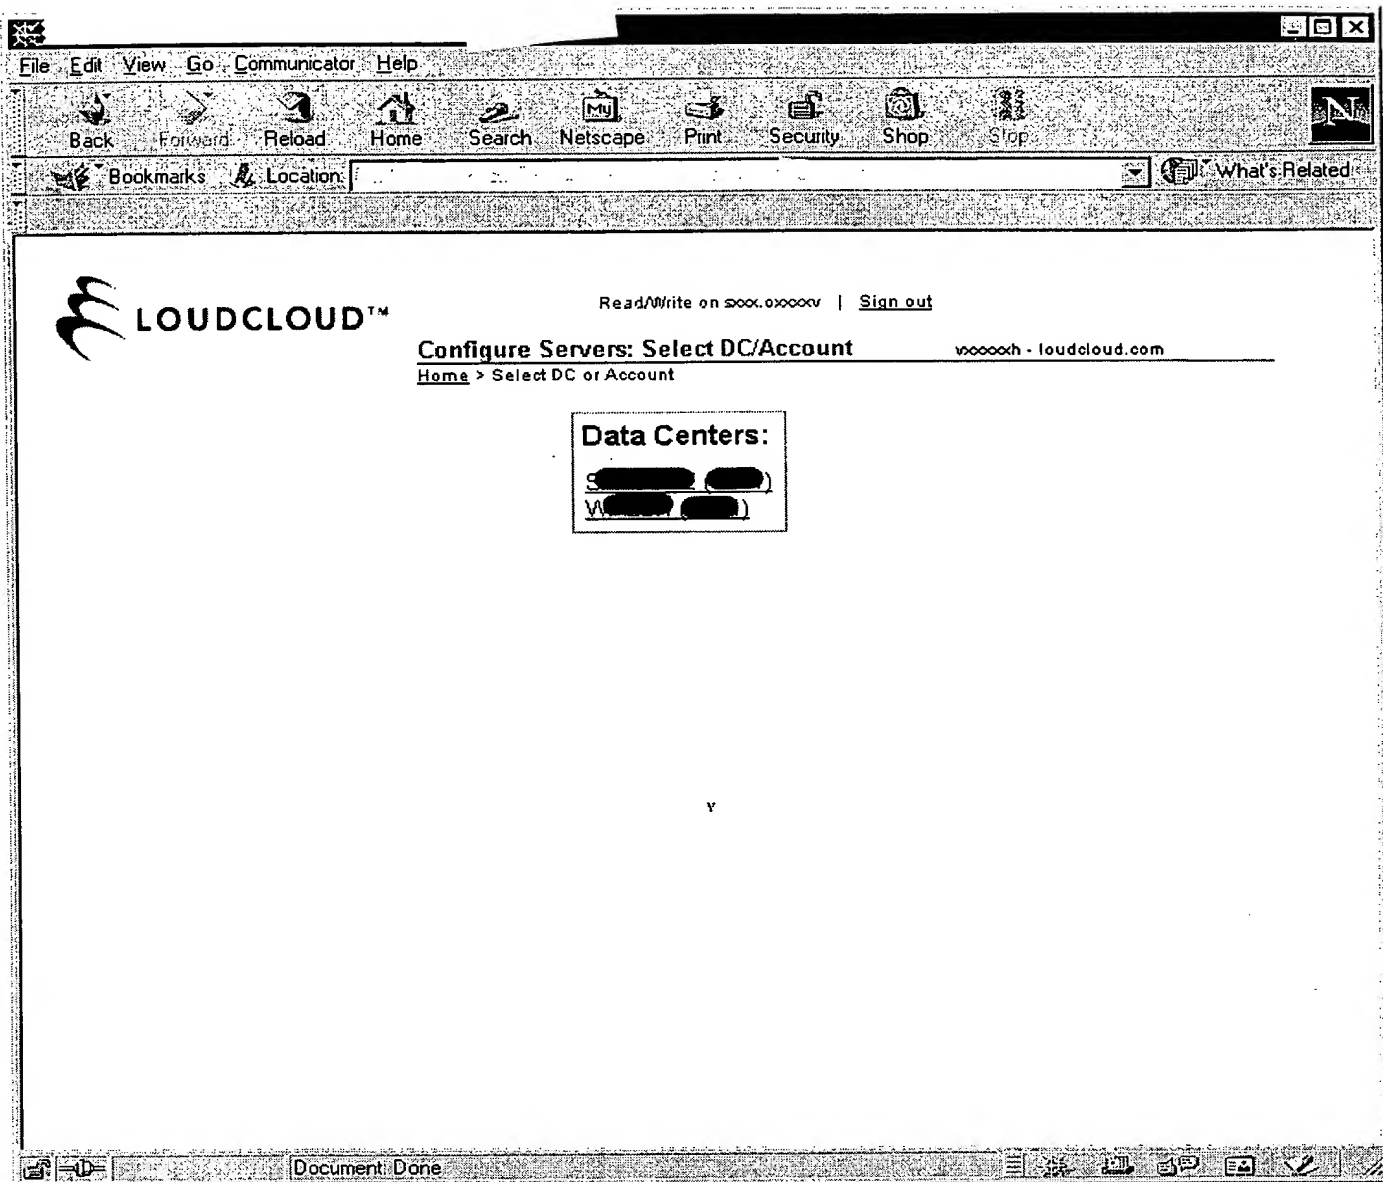 File Edit View Go Communicator Help
Back Forward Reload Home Search Netscape Print Security Shop Stop
My
N
Bookmarks Location: What's Related
LOUDCLOUD™
Read/Write on | Sign out
Configure Servers: Select DC/Account - loudcloud.com
Home > Select DC or Account
Data Centers:
S
W
Document: Done